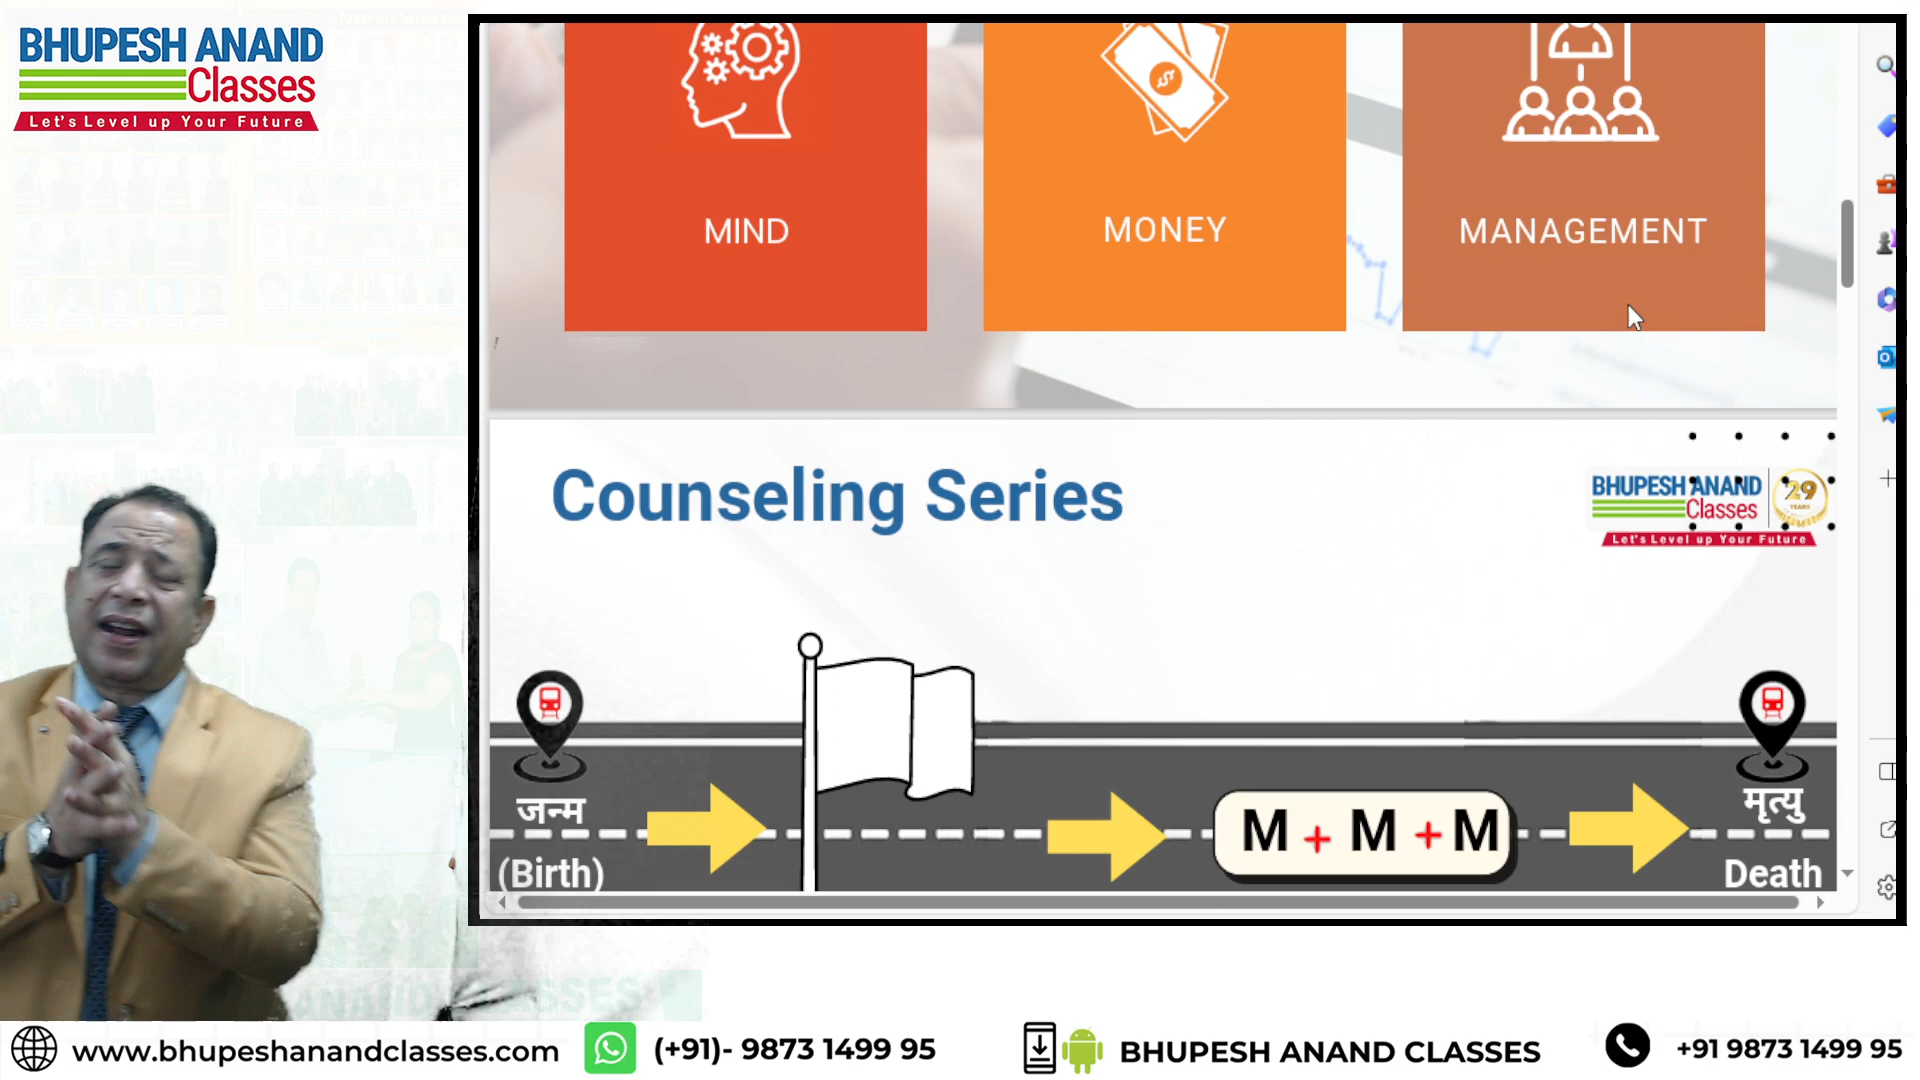 BHUPESH ANAND
Classes
Let's Level up Your Future
MIND
MONEY
MANAGEMENT
Counseling Series
BHUPESH ANAND
Classes
29
YEARS
Let's Level up Your Future
जन्म
(Birth)
M + M + M
मृत्यु
Death
www.bhupeshanandclasses.com
(+91)- 9873 1499 95
BHUPESH ANAND CLASSES
+91 9873 1499 95